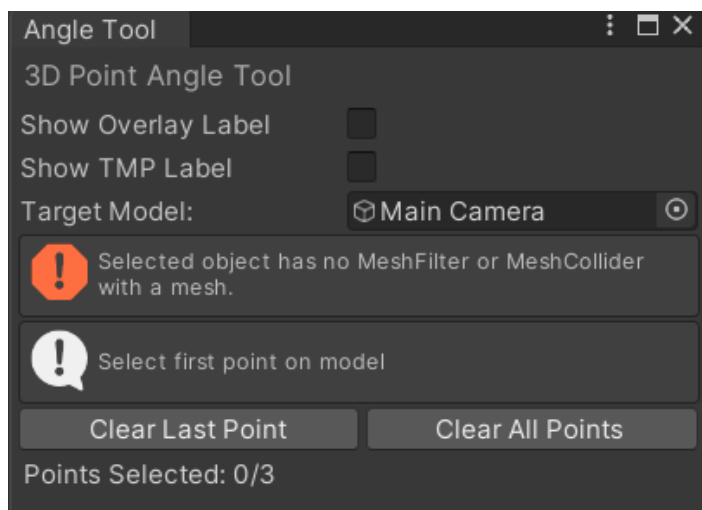 Angle Tool
3D Point Angle Tool
Show Overlay Label
Show TMP Label
Target Model: Main Camera
Selected object has no MeshFilter or MeshCollider
with a mesh.
Select first point on model
Clear Last Point Clear All Points
Points Selected: 0/3